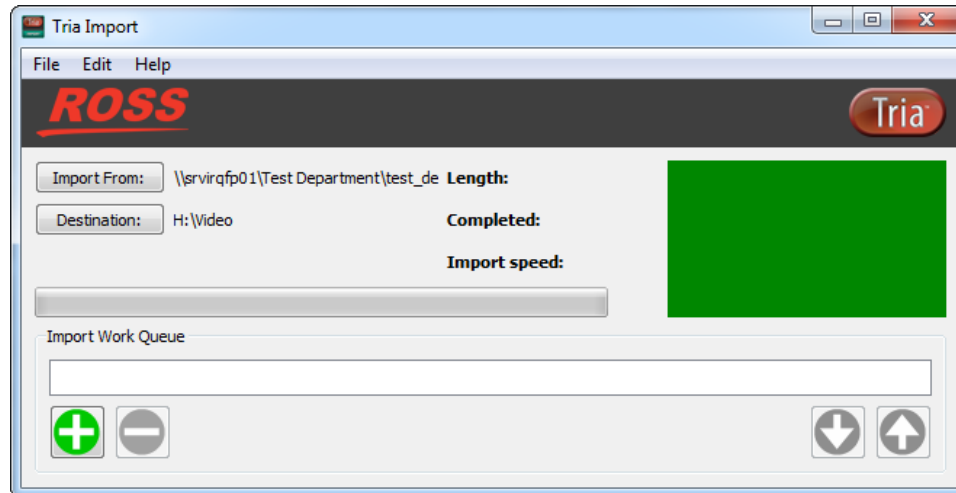 Tria Import
File Edit Help
ROSS
Tria
Import From: \\srvirqfp01\Test Department\test_de Length:
Destination: H:\Video Completed:
Import speed:
Import Work Queue